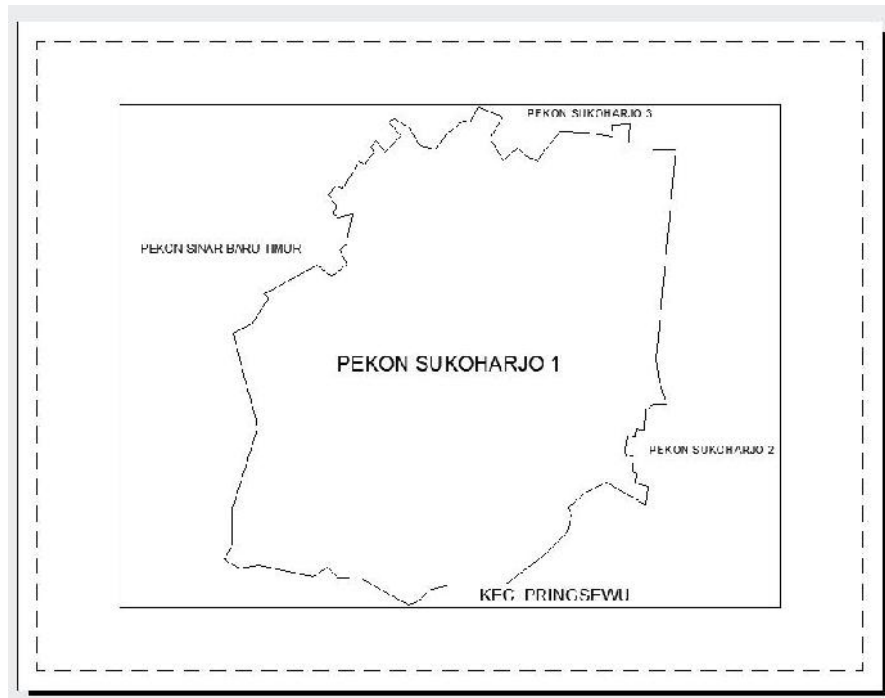 PEKON SUKOHARJO 3
PEKON SINAR BARU TIMUR
PEKON SUKOHARJO 1
PEKON SUKOHARJO 2
KEC PRINGSEWU